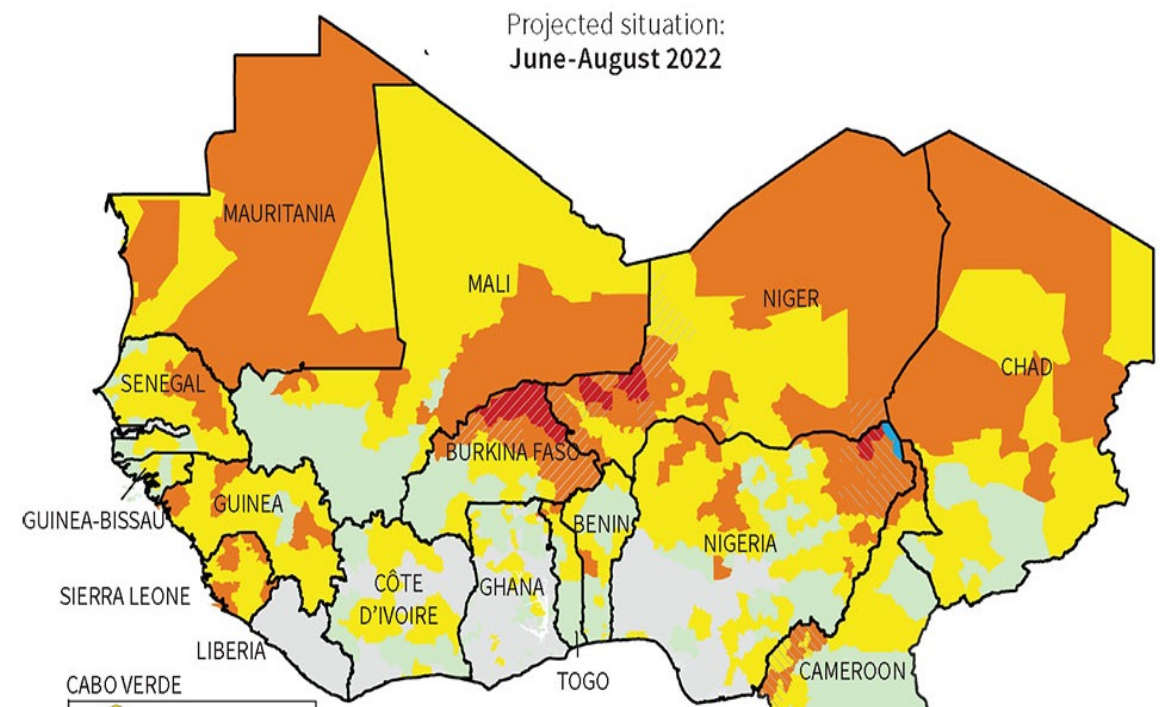 Projected situation:
June-August 2022
MAURITANIA
MALI
NIGER
CHAD
SENEGAL
BURKINA FASO
GUINEA
GUINEA-BISSAU
BENIN
NIGERIA
CÔTE
D'IVOIRE
GHANA
SIERRA LEONE
LIBERIA
TOGO
CAMEROON
CABO VERDE